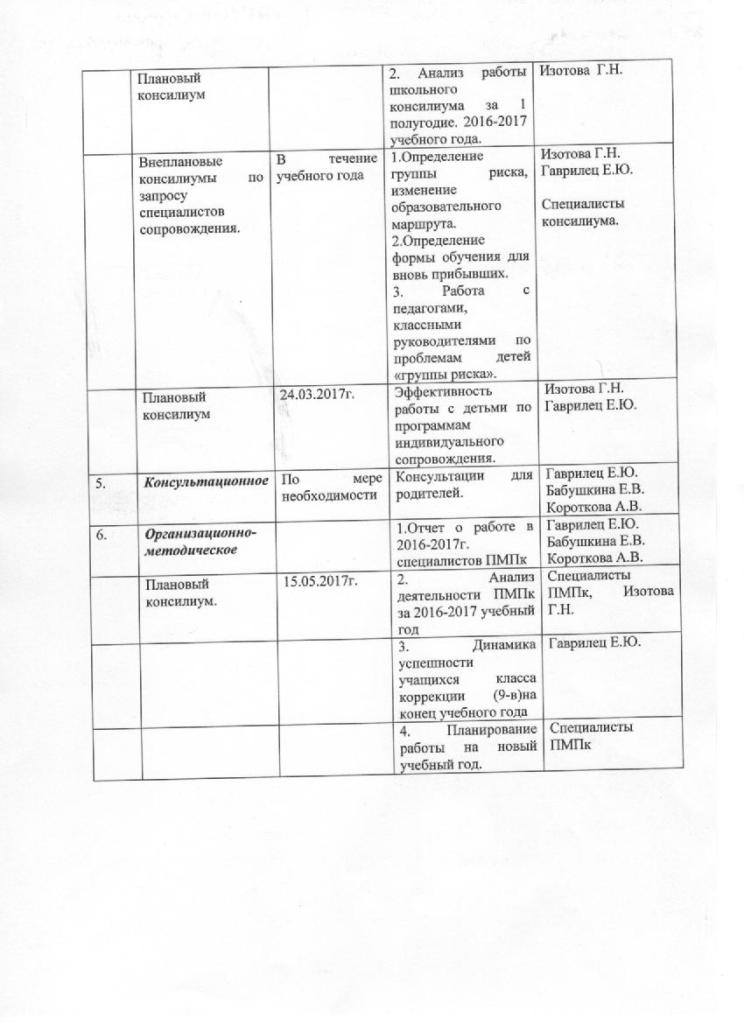 Плановый
консилиум
2. Анализ работы
школьного
консилиума за 1
полугодие. 2016-2017
учебного года.
Изотова Г.Н.
Внеплановые
консилиумы по
запросу
специалистов
сопровождения.
В течение
учебного года
1.Определение
группы риска,
изменение
образовательного
маршрута.
2.Определение
формы обучения для
вновь прибывших.
3. Работа с
педагогами,
классными
руководителями по
проблемам детей
«группы риска».
Изотова Г.Н.
Гаврилец Е.Ю.
Специалисты
консилиума.
Плановый
консилиум
24.03.2017г.
Эффективность
работы с детьми по
программам
индивидуального
сопровождения.
Изотова Г.Н.
Гаврилец Е.Ю.
5.
Консультационное
По мере
необходимости
Консультации для
родителей.
Гаврилец Е.Ю.
Бабушкина Е.В.
Короткова А.В.
6.
Организационно-
методическое
1.Отчет о работе в
2016-2017г.
специалистов ПМПк
Гаврилец Е.Ю.
Бабушкина Е.В.
Короткова А.В.
Плановый
консилиум.
15.05.2017г.
2. Анализ
деятельности ПМПк
за 2016-2017 учебный
год
Специалисты
ПМПк, Изотова
Г.Н.
3. Динамика
успешности
учащихся класса
коррекции (9-в)на
конец учебного года
Гаврилец Е.Ю.
4. Планирование
работы на новый
учебный год.
Специалисты
ПМПк